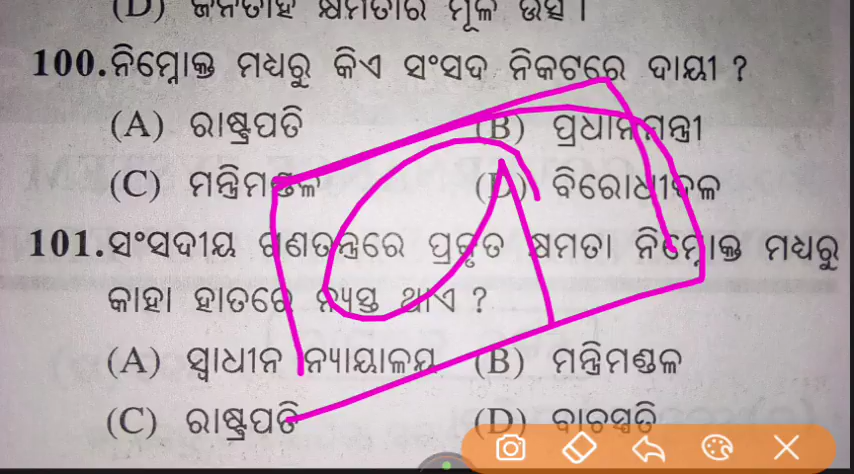 (D) ଜନତାହିଁ କ୍ଷମତାର ମୂଳ ଉତ୍ସ ।
100. ନିମ୍ନୋକ୍ତ ମଧ୍ୟରୁ କିଏ ସଂସଦ ନିକଟରେ ଦାୟୀ ?
(A) ରାଷ୍ଟ୍ରପତି (B) ପ୍ରଧାନମନ୍ତ୍ରୀ
(C) ମନ୍ତ୍ରିମଣ୍ଡଳ (D) ବିରୋଧୀଦଳ
101. ସଂସଦୀୟ ଗଣତନ୍ତ୍ରରେ ପ୍ରକୃତ କ୍ଷମତା ନିମ୍ନୋକ୍ତ ମଧ୍ୟରୁ
କାହା ହାତରେ ନ୍ୟସ୍ତ ଥାଏ ?
(A) ସ୍ୱାଧୀନ ନ୍ୟାୟାଳୟ (B) ମନ୍ତ୍ରିମଣ୍ଡଳ
(C) ରାଷ୍ଟ୍ରପତି (D) ବାଚସ୍ପତି